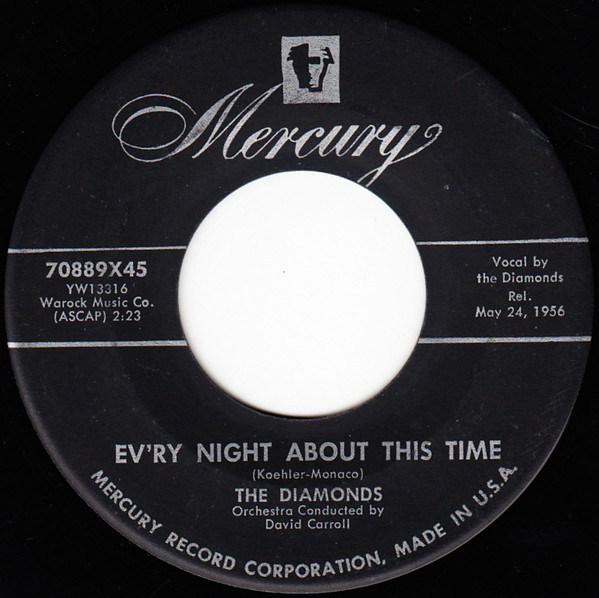 Mercury
70889X45
YW13316
Warock Music Co.
(ASCAP) 2:23
Vocal by
the Diamonds
Rel.
May 24, 1956
EV'RY NIGHT ABOUT THIS TIME
(Koehler-Monaco)
THE DIAMONDS
Orchestra Conducted by
David Carroll
MERCURY RECORD CORPORATION, MADE IN U.S.A.